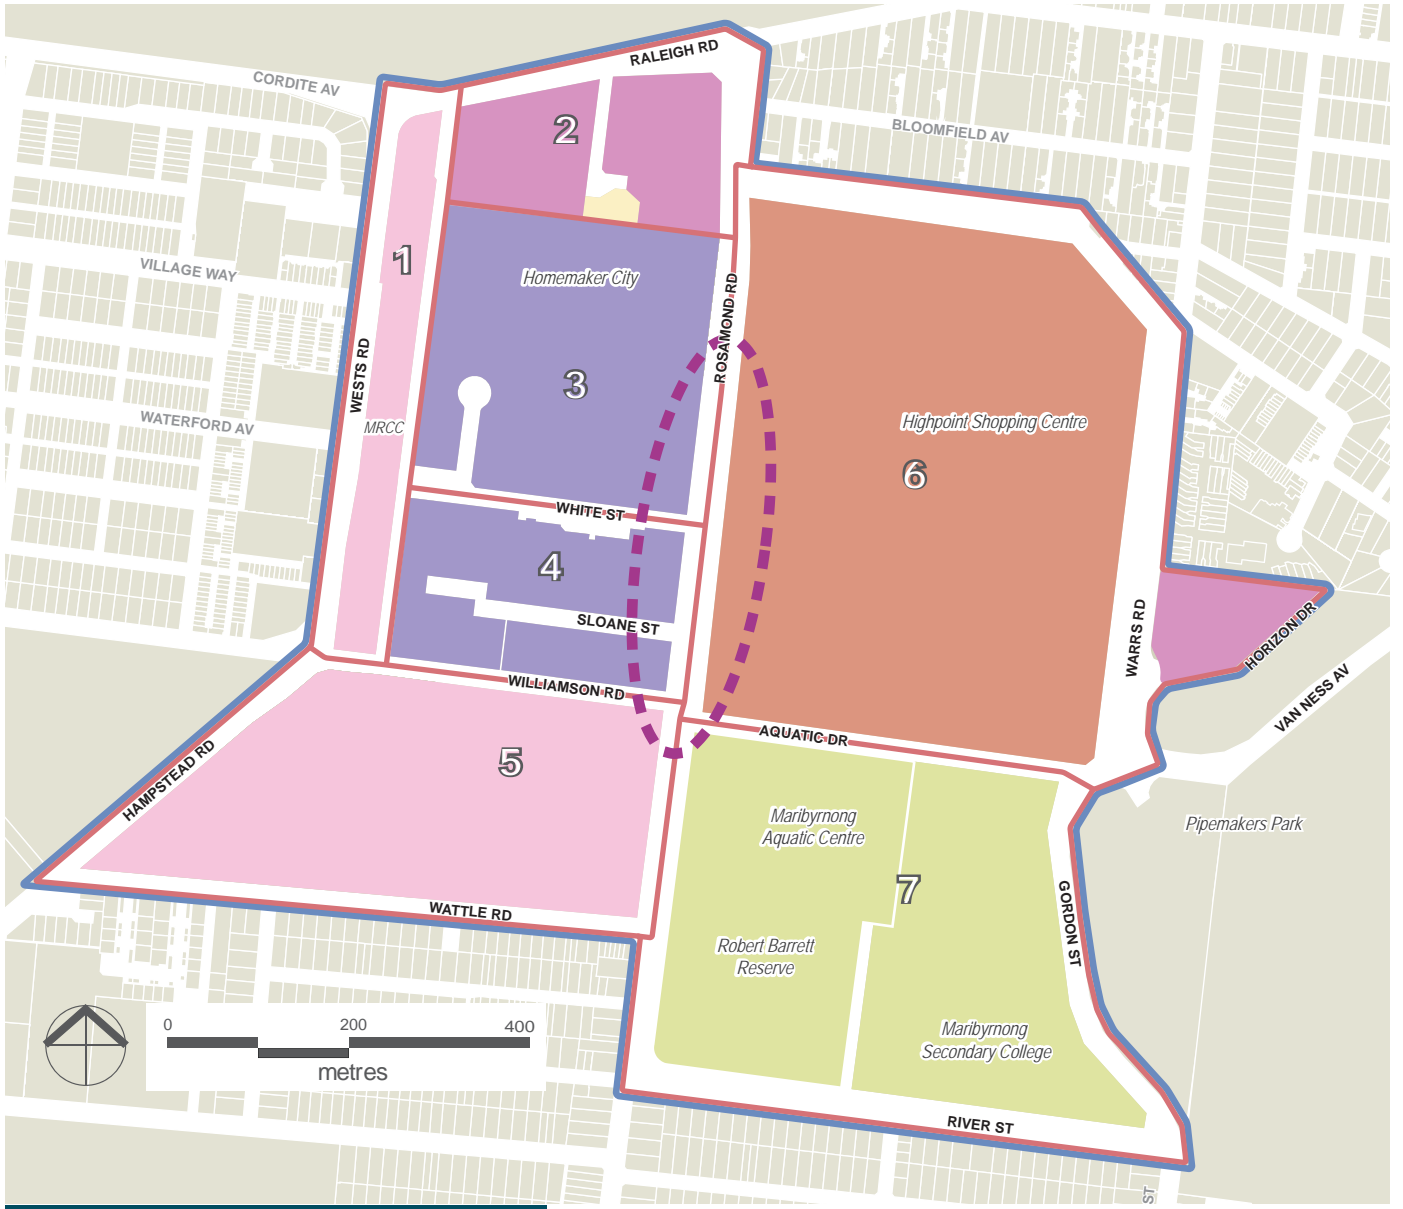 RALEIGH RD
CORDITE AV
BLOOMFIELD AV
2
1
VILLAGE WAY
Homemaker City
ROSAMOND RD
WESTS RD
3
WATERFORD AV
MRCC
Highpoint Shopping Centre
6
WHITE ST
4
SLOANE ST
WARRS RD
HORIZON DR
WILLIAMSON RD
VAN NESS AV
AQUATIC DR
5
HAMPSTEAD RD
Maribyrnong
Aquatic Centre
Pipemakers Park
7
GORDON ST
WATTLE RD
Robert Barrett
Reserve
0 200 400
metres
Maribyrnong
Secondary College
RIVER ST
ST